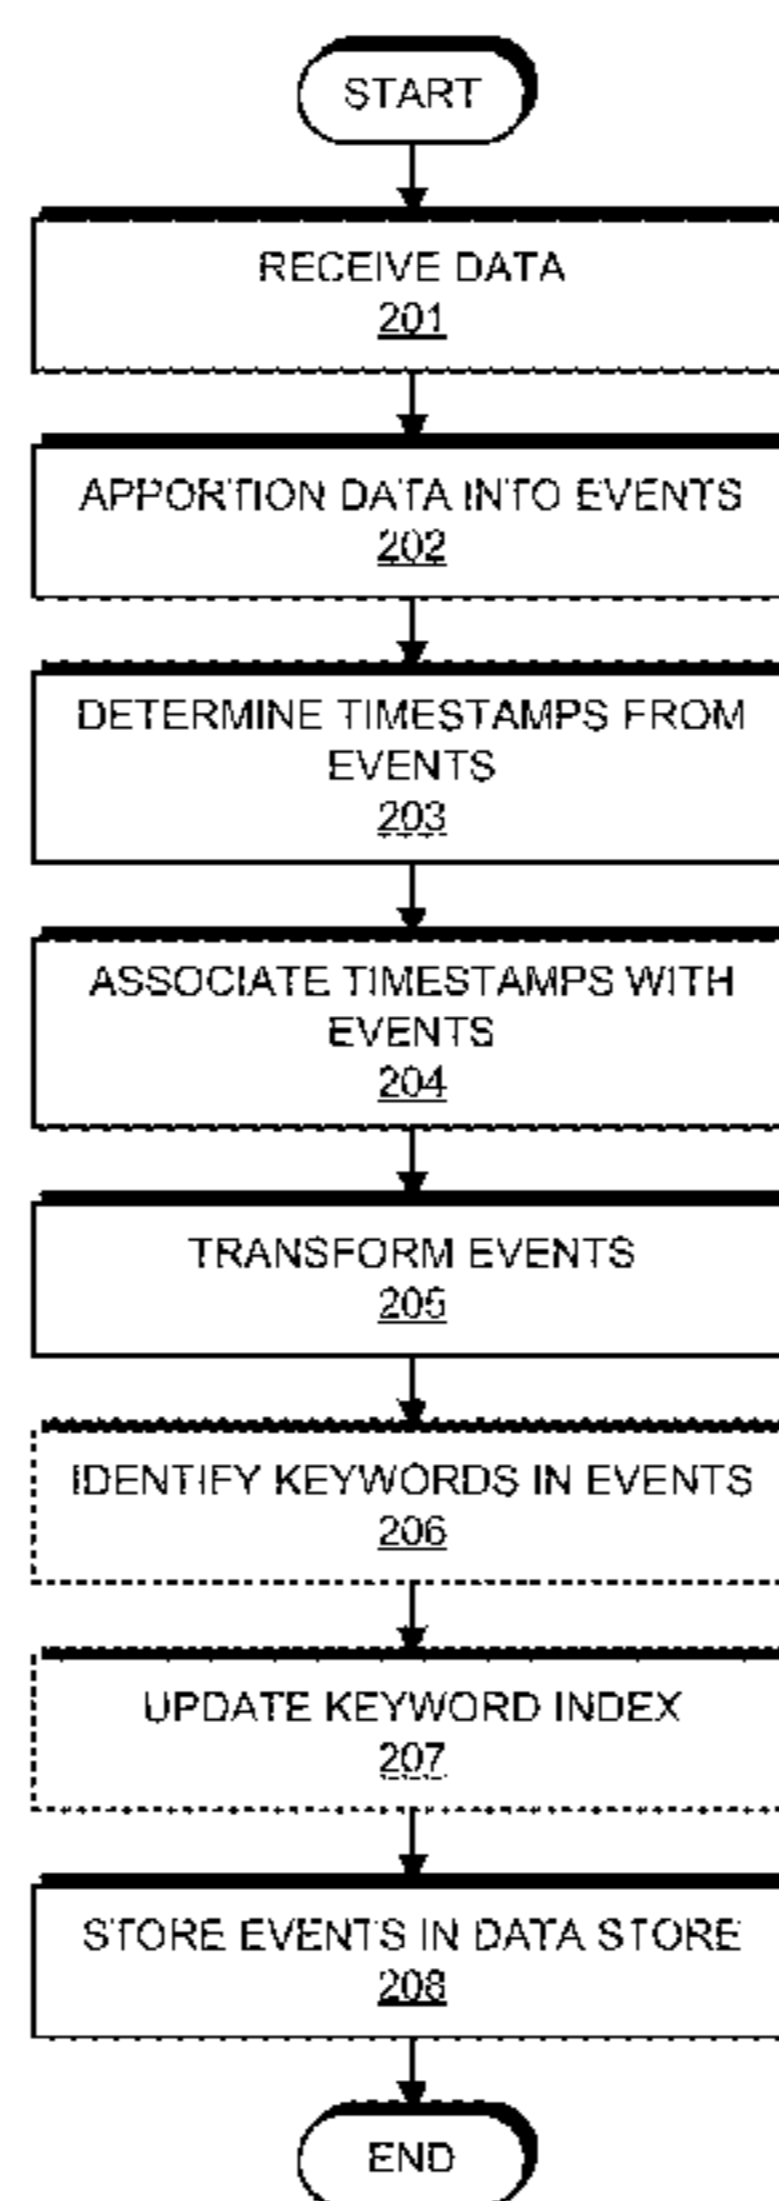 START
RECEIVE DATA
201
APPORTION DATA INTO EVENTS
202
DETERMINE TIMESTAMPS FROM
EVENTS
203
ASSOCIATE TIMESTAMPS WITH
EVENTS
204
TRANSFORM EVENTS
205
IDENTIFY KEYWORDS IN EVENTS
206
UPDATE KEYWORD INDEX
207
STORE EVENTS IN DATA STORE
208
END